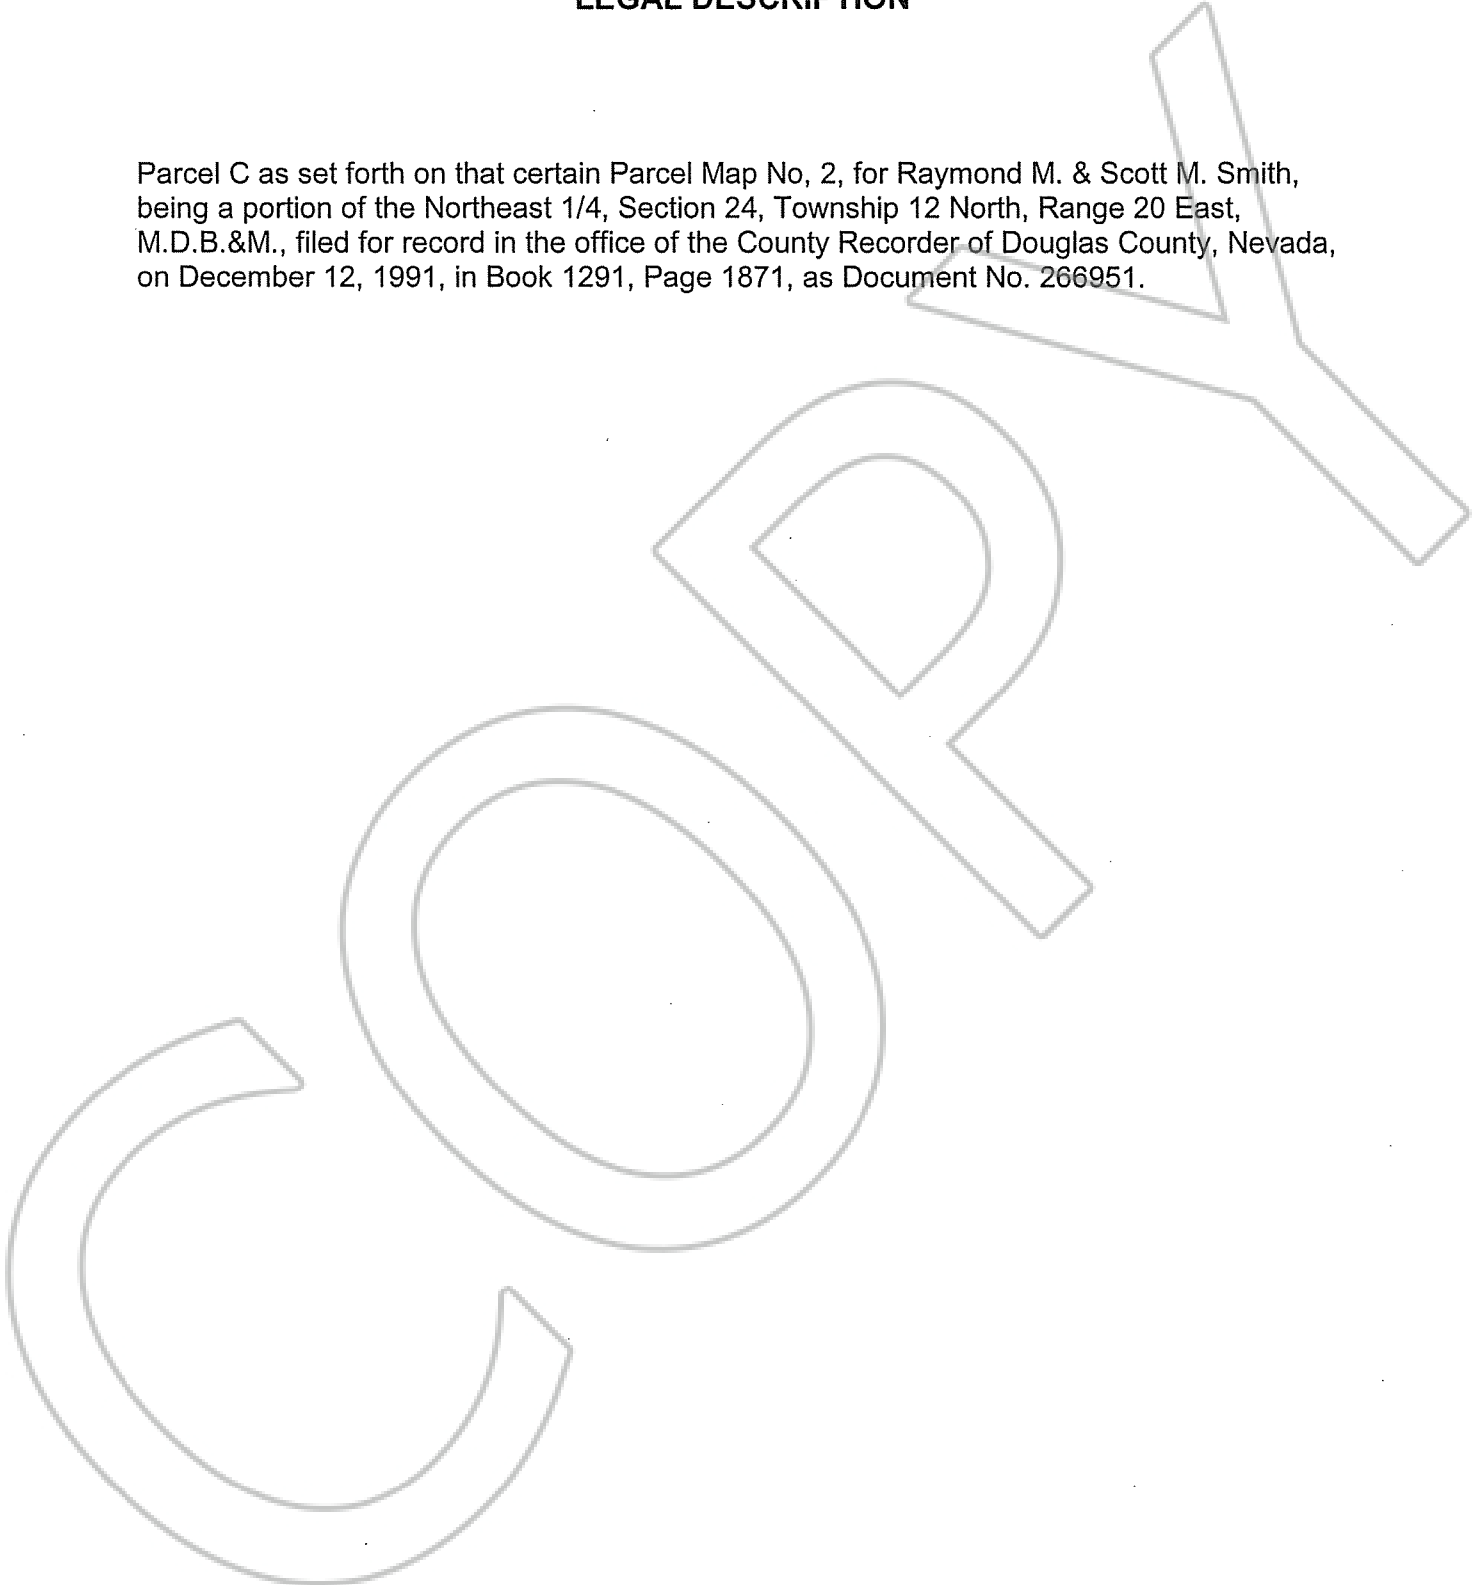 LEGAL DESCRIPTION
Parcel C as set forth on that certain Parcel Map No, 2, for Raymond M. & Scott M. Smith,
being a portion of the Northeast 1/4, Section 24, Township 12 North, Range 20 East,
M.D.B.&M., filed for record in the office of the County Recorder of Douglas County, Nevada,
on December 12, 1991, in Book 1291, Page 1871, as Document No. 266951.
COPY